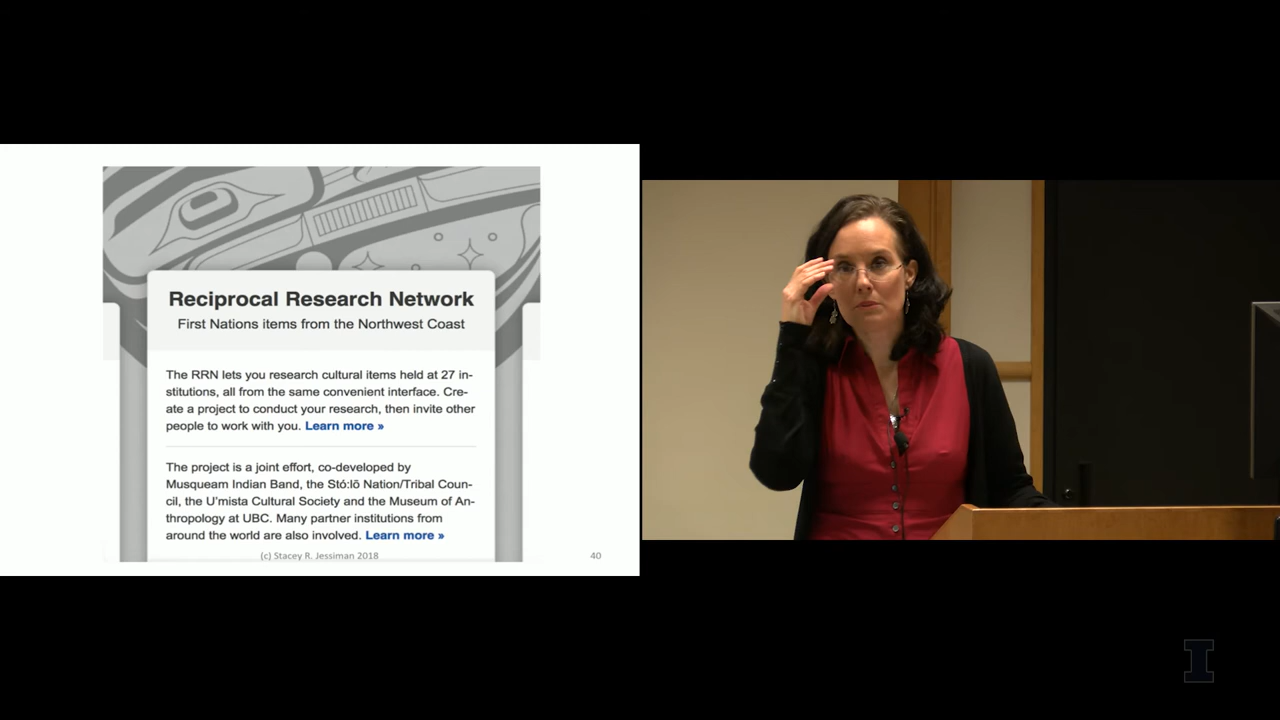 Reciprocal Research Network
First Nations items from the Northwest Coast
The RRN lets you research cultural items held at 27 in-
stitutions, all from the same convenient interface. Cre-
ate a project to conduct your research, then invite other
people to work with you. Learn more »
The project is a joint effort, co-developed by
Musqueam Indian Band, the Stó:lō Nation/Tribal Coun-
cil, the U'mista Cultural Society and the Museum of An-
thropology at UBC. Many partner institutions from
around the world are also involved. Learn more »
(c) Stacey R. Jessiman 2018
40
I